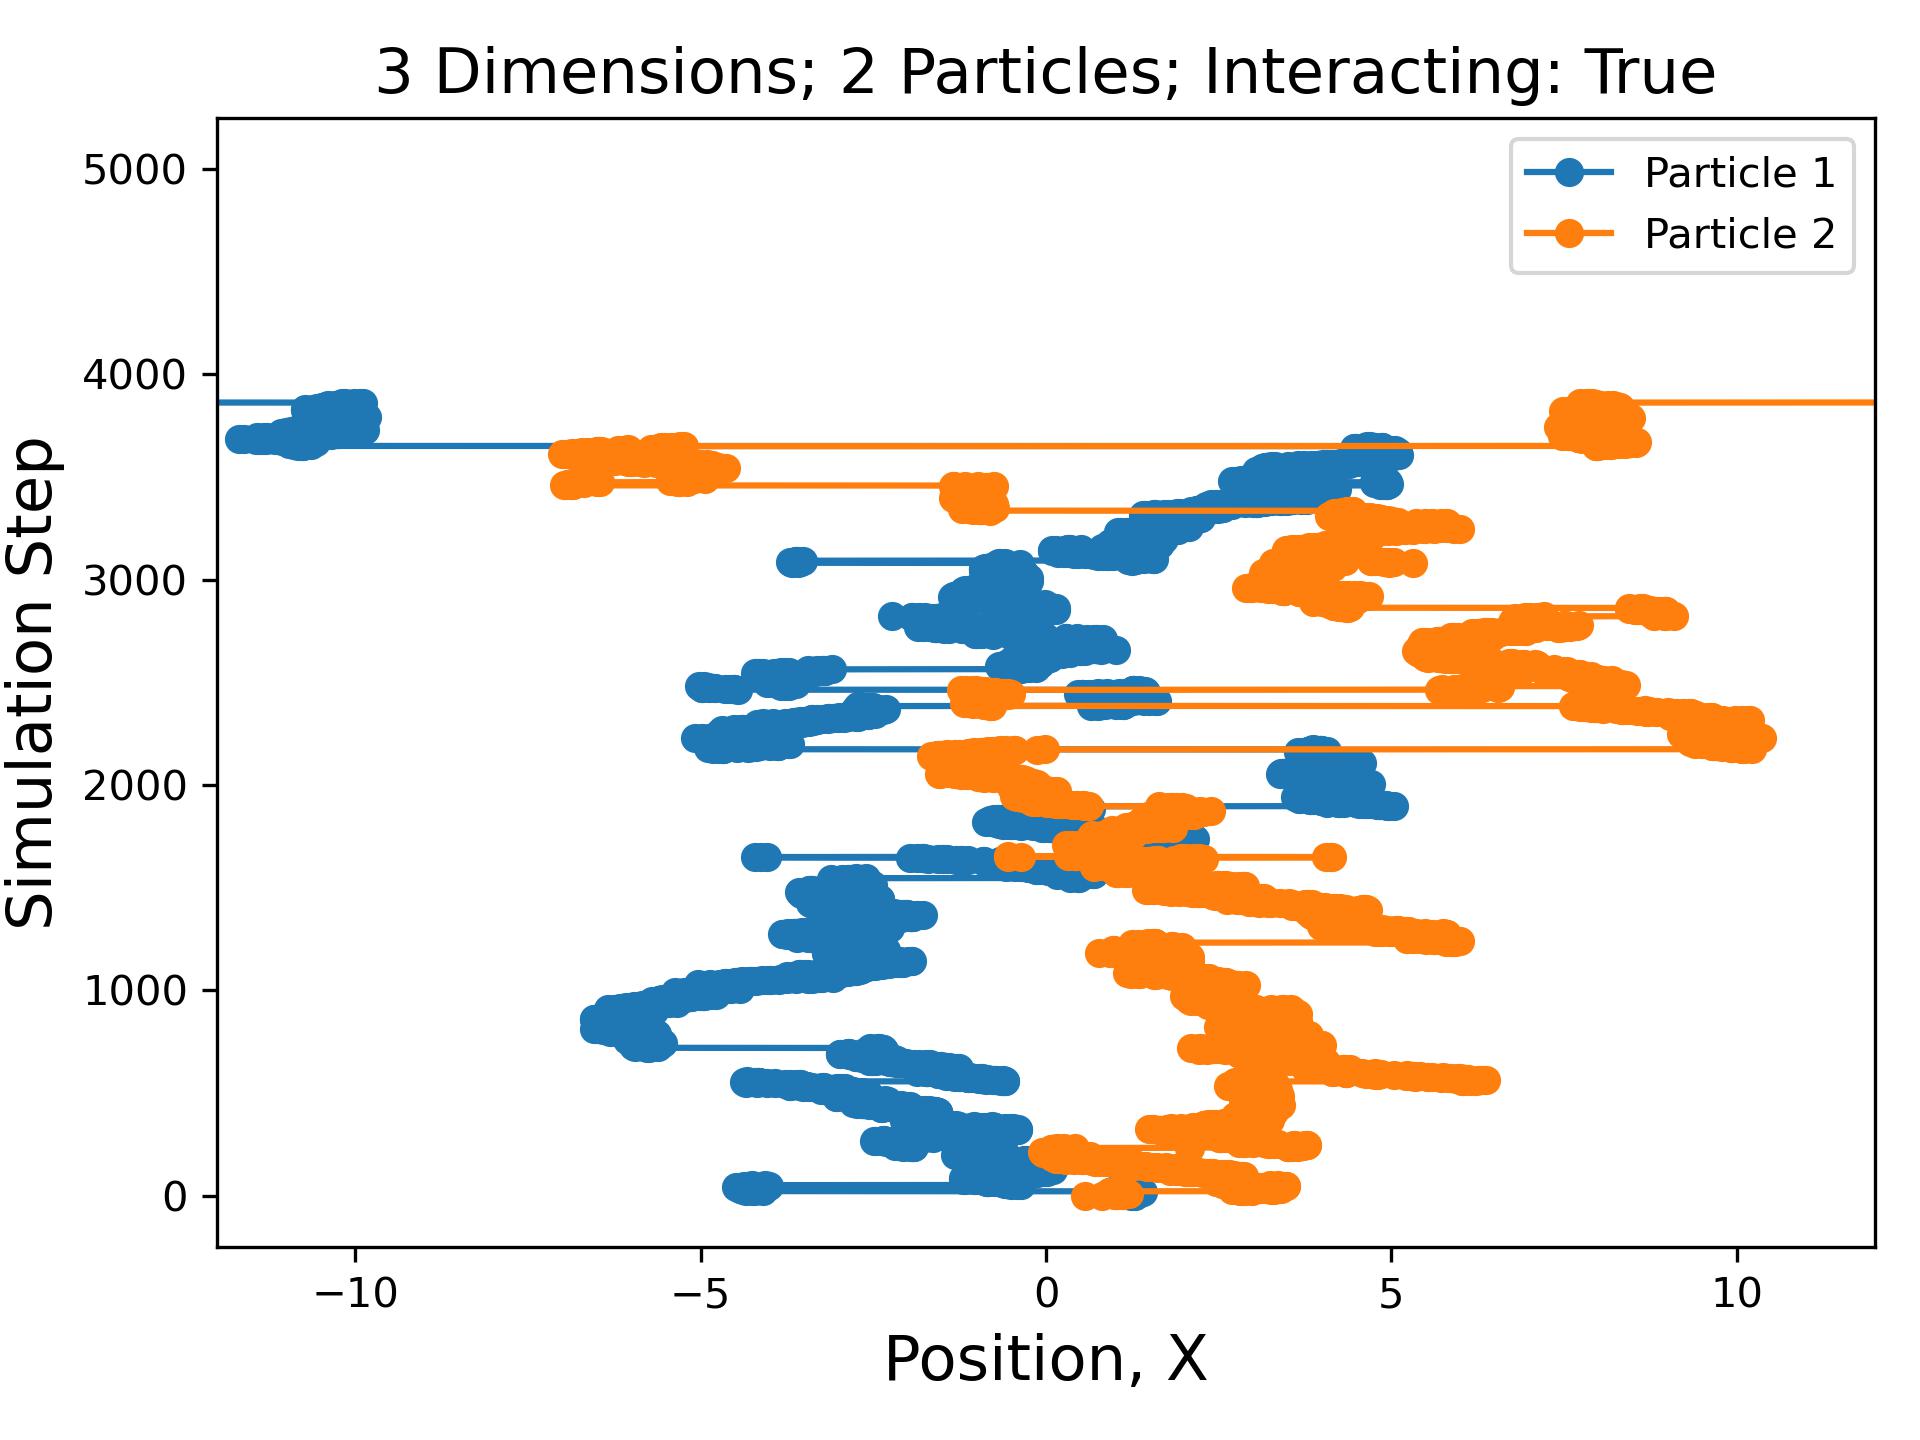 3 Dimensions; 2 Particles; Interacting: True
Particle 1
Particle 2
Simulation Step
5000
4000
3000
2000
1000
0
−10
−5
0
5
10
Position, X